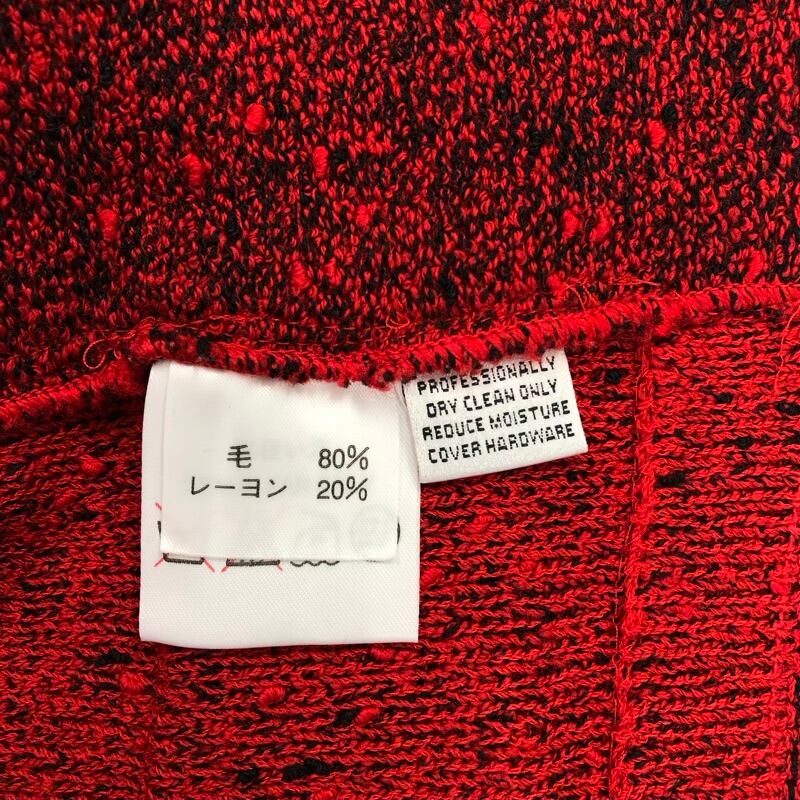 毛 80%
レーヨン 20%
PROFESSIONALLY
DRY CLEAN ONLY
REDUCE MOISTURE
COVER HARDWARE